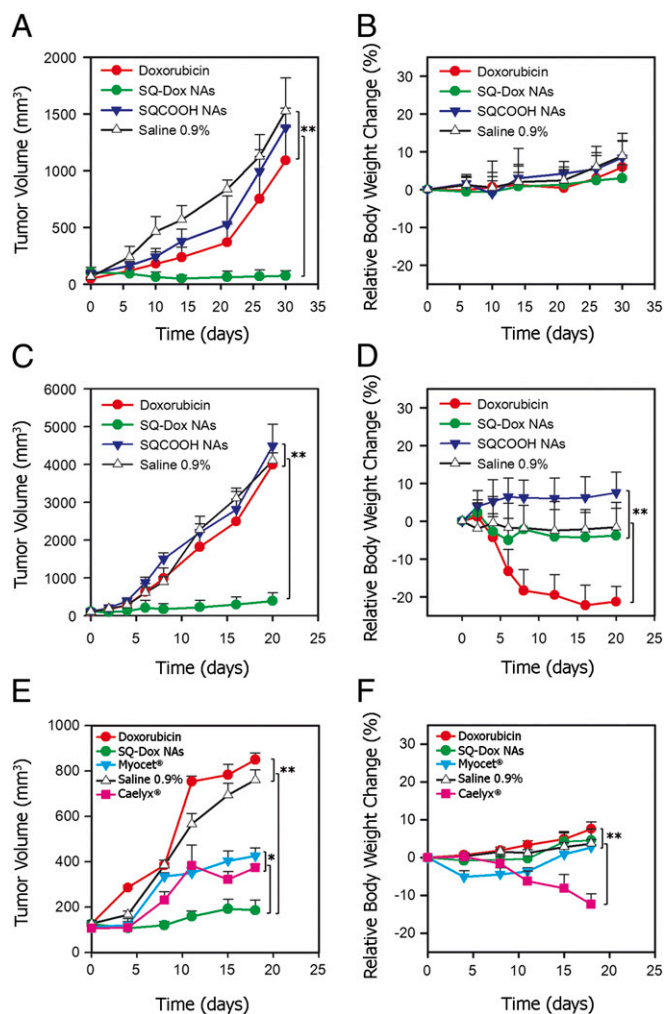 A
Tumor Volume (mm³)
2000
1500
1000
500
0
Doxorubicin
SQ-Dox NAs
SQCOOH NAs
Saline 0.9%
**
0 5 10 15 20 25 30 35
Time (days)
B
Relative Body Weight Change (%)
30
20
10
0
-10
-20
Doxorubicin
SQ-Dox NAs
SQCOOH NAs
Saline 0.9%
0 5 10 15 20 25 30 35
Time (days)
C
Tumor Volume (mm³)
6000
5000
4000
3000
2000
1000
0
Doxorubicin
SQ-Dox NAs
SQCOOH NAs
Saline 0.9%
**
0 5 10 15 20 25
Time (days)
D
Relative Body Weight Change (%)
30
20
10
0
-10
-20
Doxorubicin
SQ-Dox NAs
SQCOOH NAs
Saline 0.9%
**
0 5 10 15 20 25
Time (days)
E
Tumor Volume (mm³)
1000
800
600
400
200
0
Doxorubicin
SQ-Dox NAs
Myocet®
Saline 0.9%
Caelyx®
**
*
0 5 10 15 20 25
Time (days)
F
Relative Body Weight Change (%)
30
20
10
0
-10
-20
Doxorubicin
SQ-Dox NAs
Myocet®
Saline 0.9%
Caelyx®
**
0 5 10 15 20 25
Time (days)